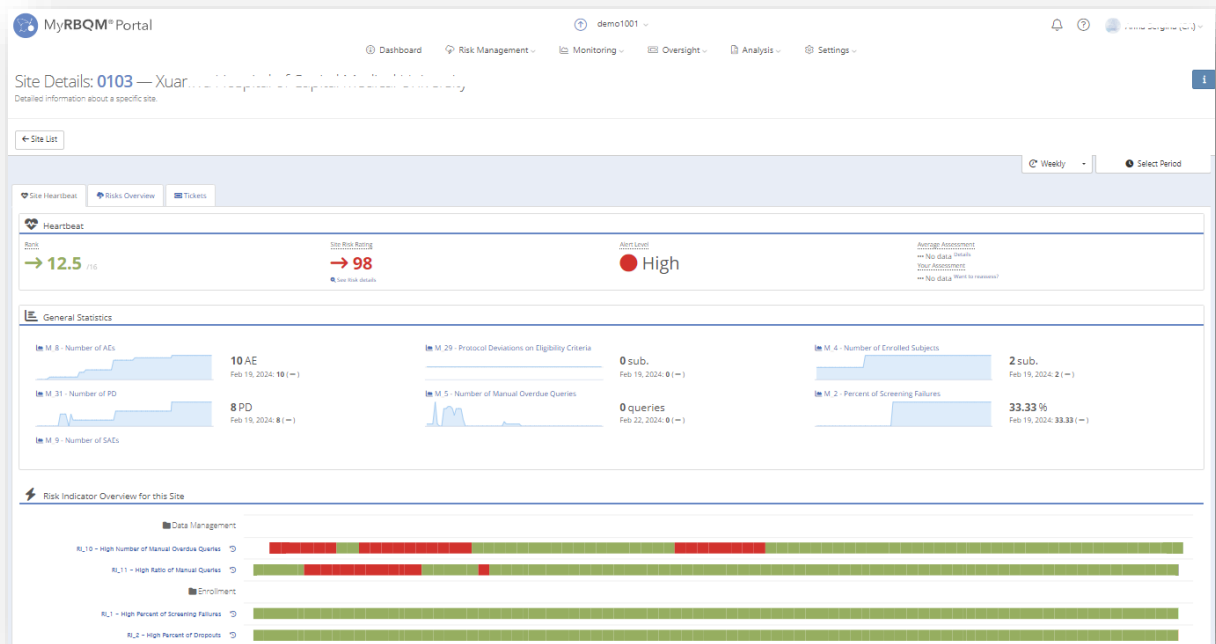 MyRBQM® Portal
demo1001
Dashboard Risk Management Monitoring Oversight Analysis Settings
Site Details: 0103 — Xuar
Detailed information about a specific site.
i
← Site List
Weekly Select Period
Site Heartbeat Risks Overview Tickets
Heartbeat
Rank Site Risk Rating Alert Level Average Assessment
→ 12.5 /16 → 98 High ··· No data Details
See Risk details Your Assessment
··· No data Want to reassess?
General Statistics
M_8 - Number of AEs
10 AE
Feb 19, 2024: 10 ( — )
M_29 - Protocol Deviations on Eligibility Criteria
0 sub.
Feb 19, 2024: 0 ( — )
M_4 - Number of Enrolled Subjects
2 sub.
Feb 19, 2024: 2 ( — )
M_31 - Number of PD
8 PD
Feb 19, 2024: 8 ( — )
M_5 - Number of Manual Overdue Queries
0 queries
Feb 22, 2024: 0 ( — )
M_2 - Percent of Screening Failures
33.33 %
Feb 19, 2024: 33.33 ( — )
M_9 - Number of SAEs
Risk Indicator Overview for this Site
Data Management
RI_10 – High Number of Manual Overdue Queries
RI_11 – High Ratio of Manual Queries
Enrollment
RI_1 – High Percent of Screening Failures
RI_2 – High Percent of Dropouts